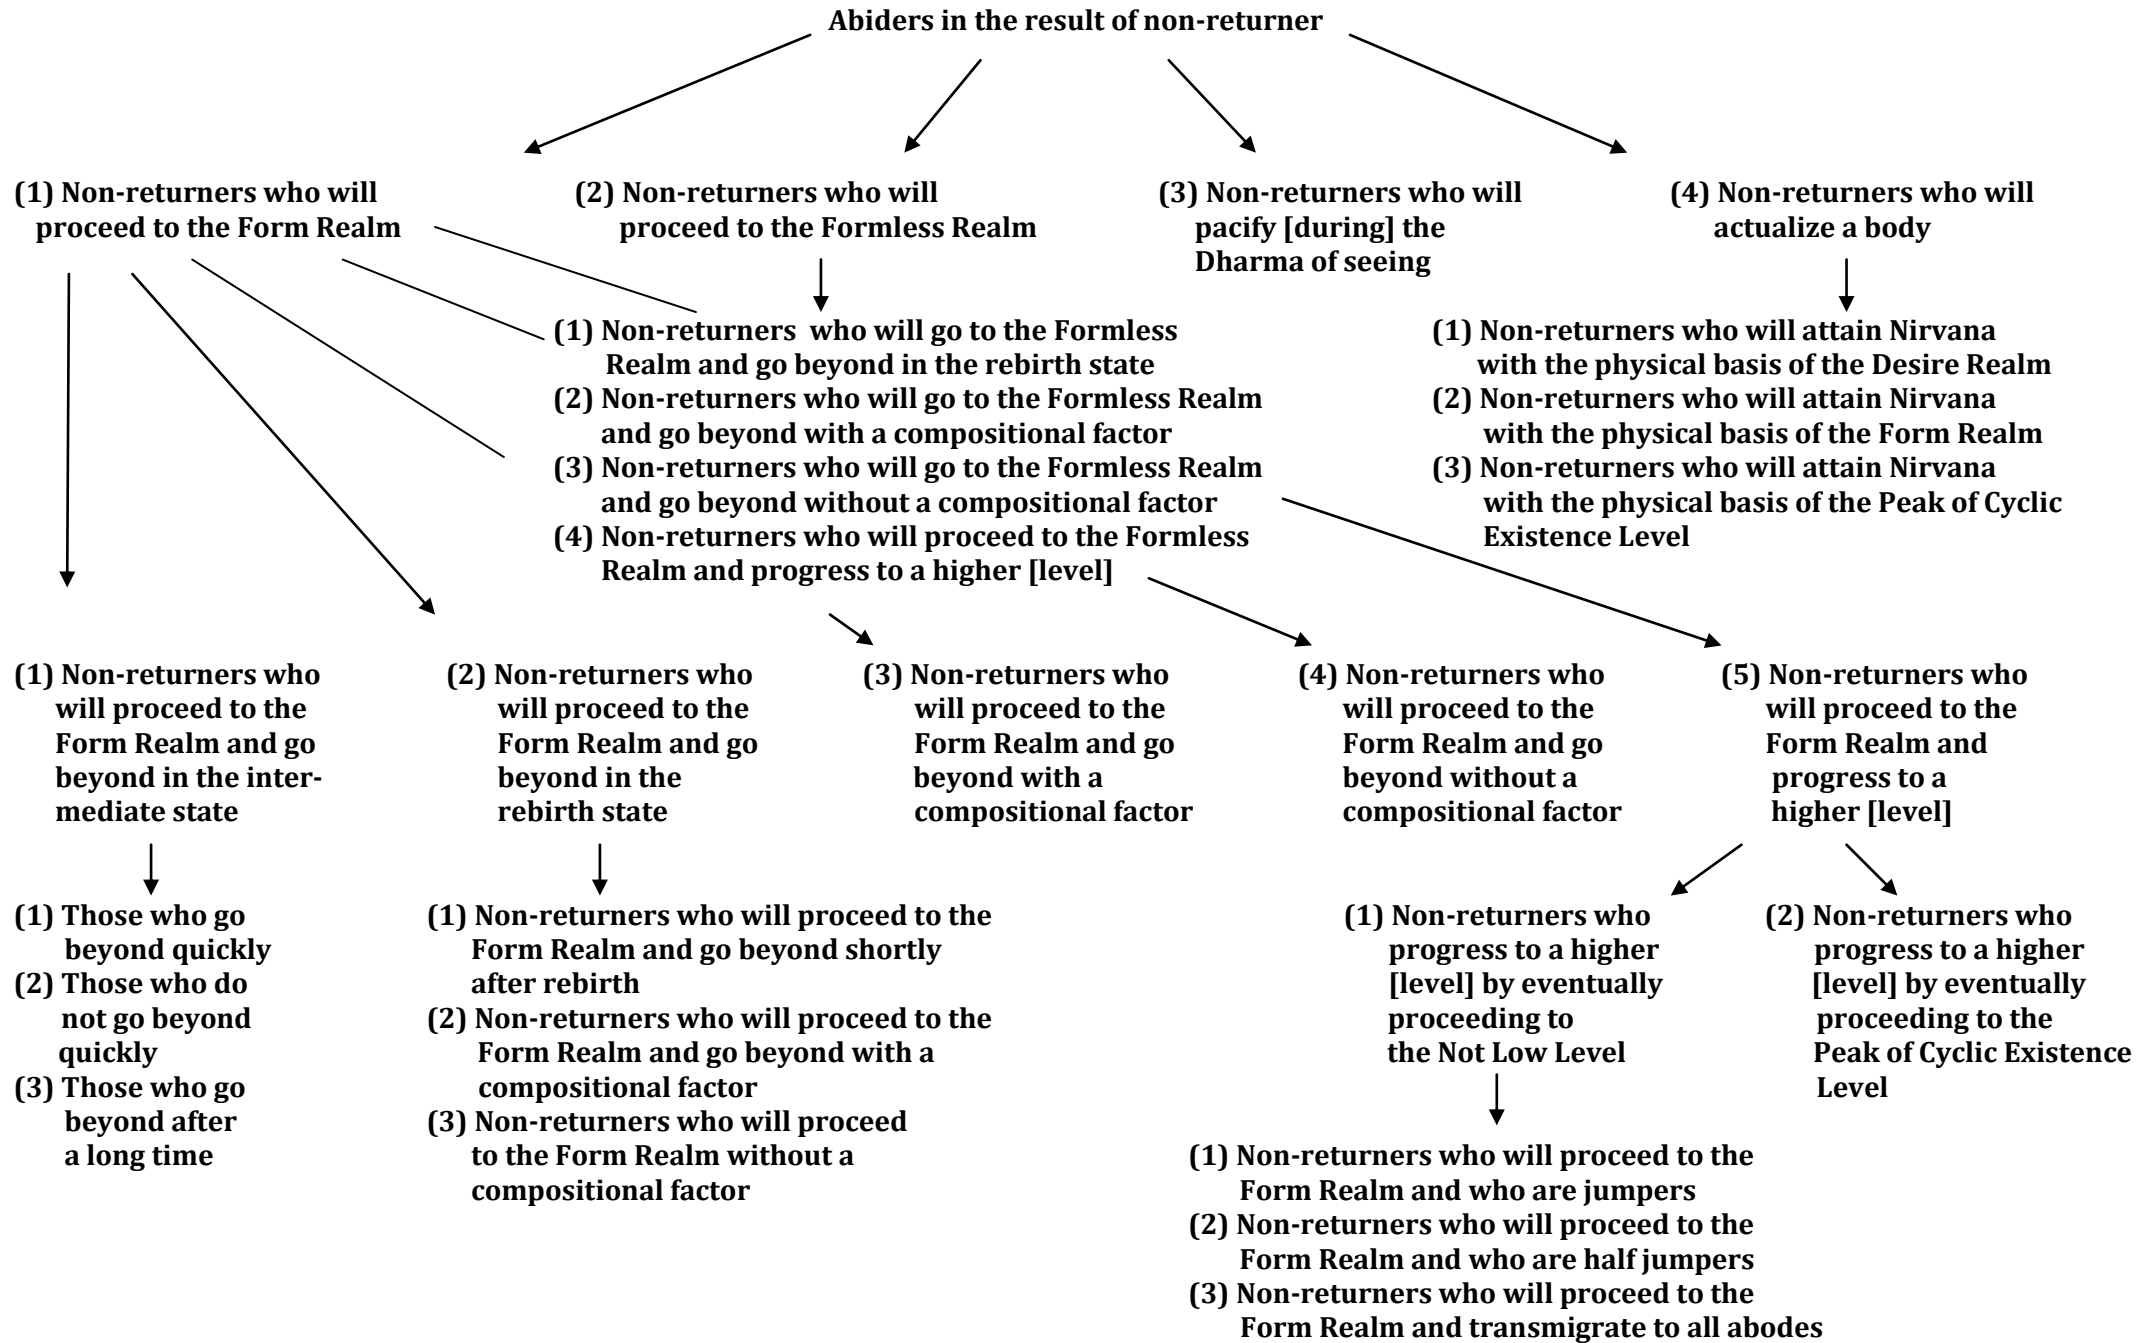 Abiders in the result of non-returner
(1) Non-returners who will
proceed to the Form Realm
(2) Non-returners who will
proceed to the Formless Realm
(3) Non-returners who will
pacify [during] the
Dharma of seeing
(4) Non-returners who will
actualize a body
(1) Non-returners who will go to the Formless
Realm and go beyond in the rebirth state
(2) Non-returners who will go to the Formless Realm
and go beyond with a compositional factor
(3) Non-returners who will go to the Formless Realm
and go beyond without a compositional factor
(4) Non-returners who will proceed to the Formless
Realm and progress to a higher [level]
(1) Non-returners who will attain Nirvana
with the physical basis of the Desire Realm
(2) Non-returners who will attain Nirvana
with the physical basis of the Form Realm
(3) Non-returners who will attain Nirvana
with the physical basis of the Peak of Cyclic
Existence Level
(1) Non-returners who
will proceed to the
Form Realm and go
beyond in the inter-
mediate state
(2) Non-returners who
will proceed to the
Form Realm and go
beyond in the
rebirth state
(3) Non-returners who
will proceed to the
Form Realm and go
beyond with a
compositional factor
(4) Non-returners who
will proceed to the
Form Realm and go
beyond without a
compositional factor
(5) Non-returners who
will proceed to the
Form Realm and
progress to a
higher [level]
(1) Those who go
beyond quickly
(2) Those who do
not go beyond
quickly
(3) Those who go
beyond after
a long time
(1) Non-returners who will proceed to the
Form Realm and go beyond shortly
after rebirth
(2) Non-returners who will proceed to the
Form Realm and go beyond with a
compositional factor
(3) Non-returners who will proceed
to the Form Realm without a
compositional factor
(1) Non-returners who
progress to a higher
[level] by eventually
proceeding to
the Not Low Level
(2) Non-returners who
progress to a higher
[level] by eventually
proceeding to the
Peak of Cyclic Existence
Level
(1) Non-returners who will proceed to the
Form Realm and who are jumpers
(2) Non-returners who will proceed to the
Form Realm and who are half jumpers
(3) Non-returners who will proceed to the
Form Realm and transmigrate to all abodes